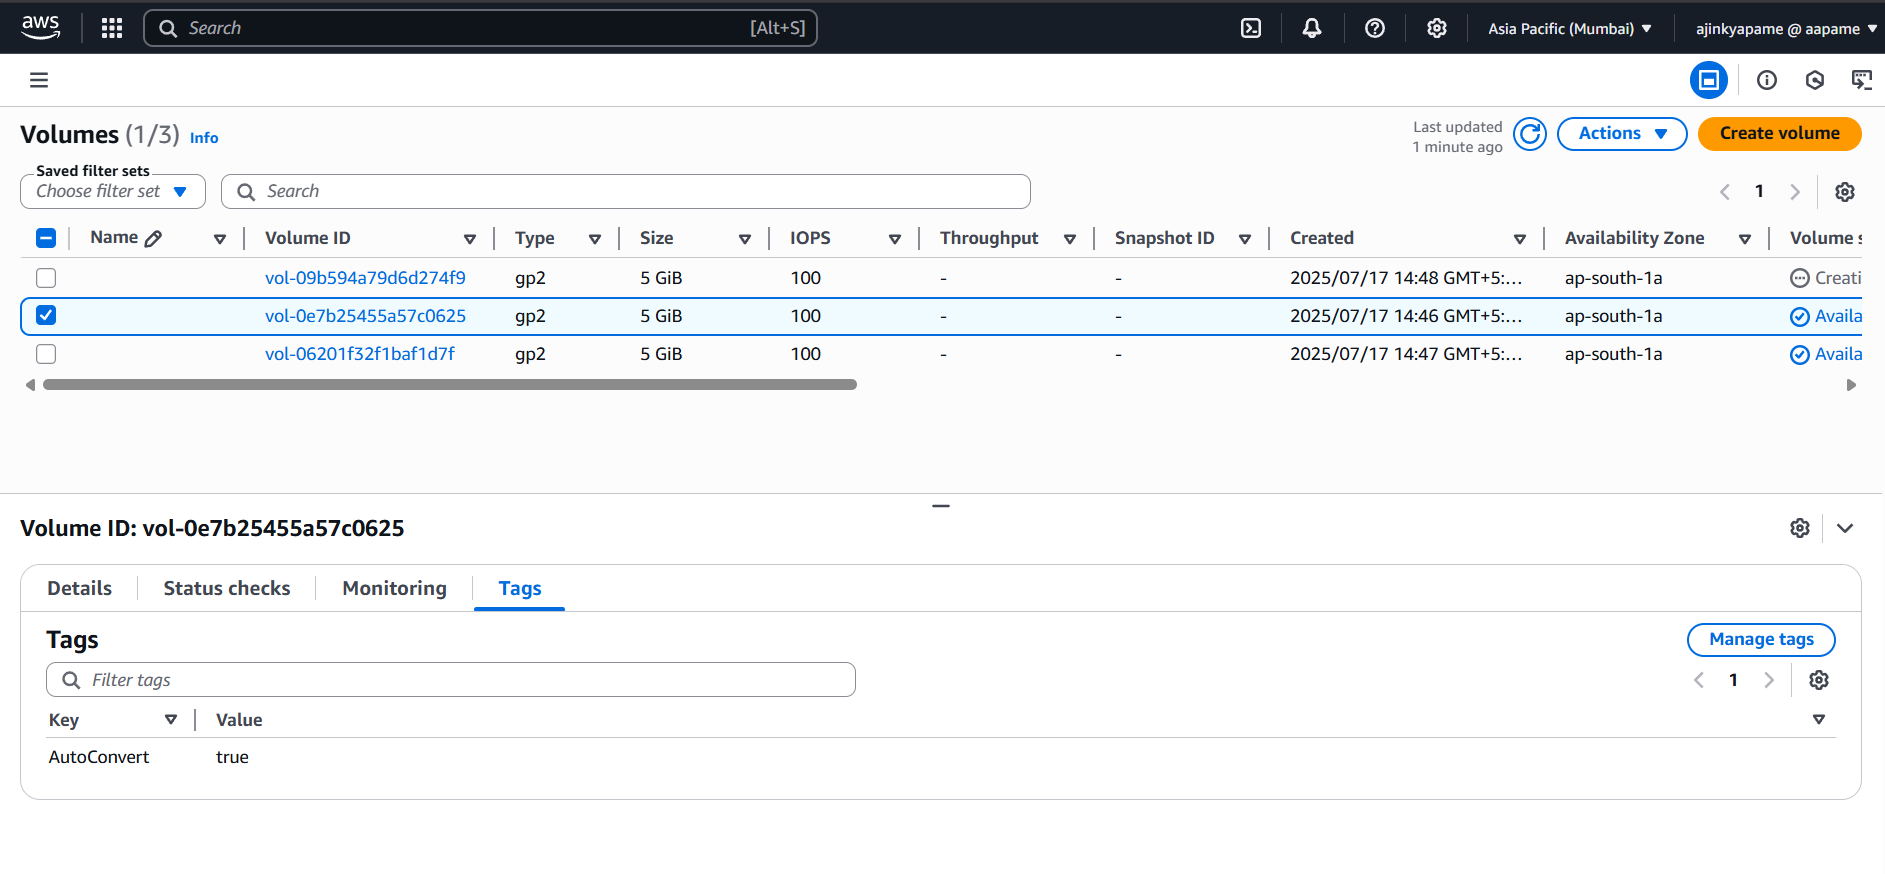 aws Search [Alt+S] Asia Pacific (Mumbai) ajinkyapame @ aapame
Volumes (1/3) Info Last updated 1 minute ago Actions Create volume
Saved filter sets
Choose filter set Search 1
Name Volume ID Type Size IOPS Throughput Snapshot ID Created Availability Zone Volume s
vol-09b594a79d6d274f9 gp2 5 GiB 100 - - 2025/07/17 14:48 GMT+5:... ap-south-1a Creati
vol-0e7b25455a57c0625 gp2 5 GiB 100 - - 2025/07/17 14:46 GMT+5:... ap-south-1a Availa
vol-06201f32f1baf1d7f gp2 5 GiB 100 - - 2025/07/17 14:47 GMT+5:... ap-south-1a Availa
Volume ID: vol-0e7b25455a57c0625
Details Status checks Monitoring Tags
Tags Manage tags
Filter tags 1
Key Value
AutoConvert true